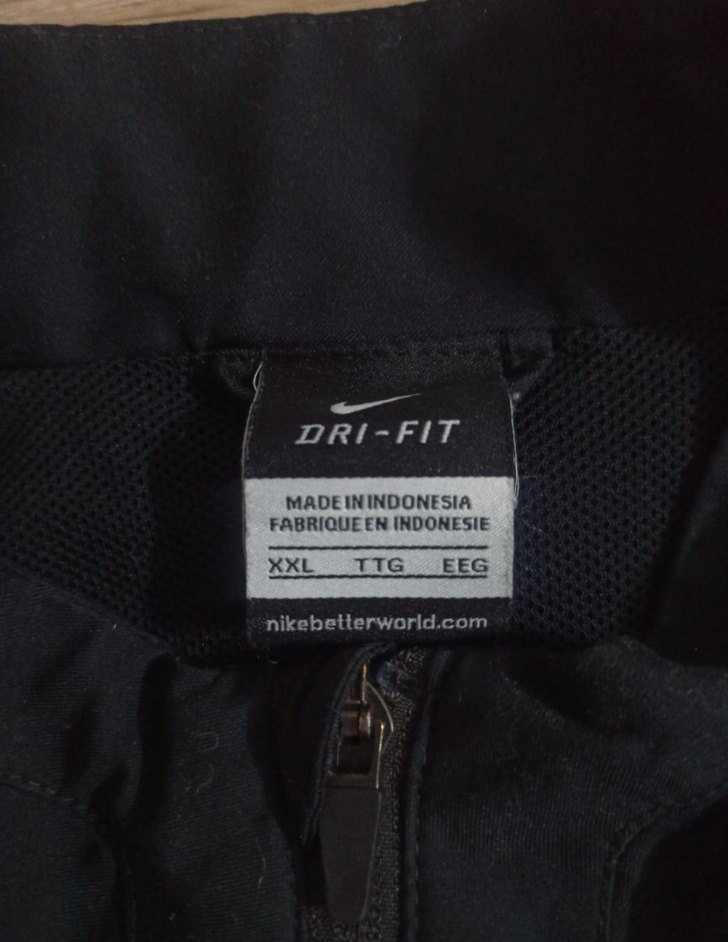 DRI-FIT
MADE IN INDONESIA
FABRIQUE EN INDONESIE
XXL TTG EEG
nikebetterworld.com